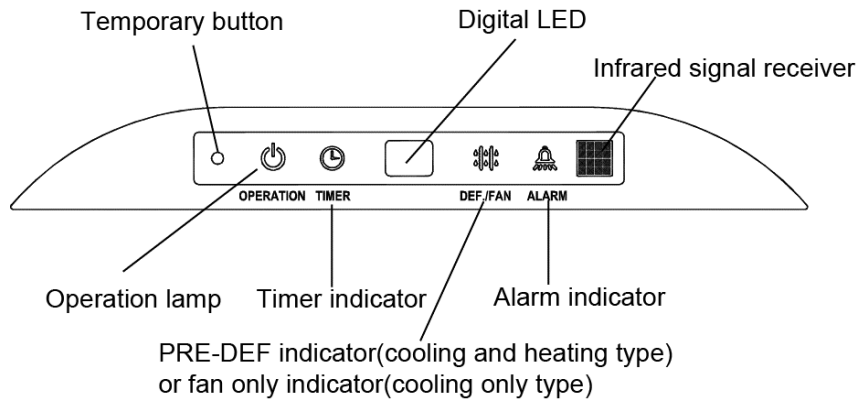 Temporary button
Digital LED
Infrared signal receiver
OPERATION TIMER DEF./FAN ALARM
Operation lamp
Timer indicator
Alarm indicator
PRE-DEF indicator(cooling and heating type)
or fan only indicator(cooling only type)